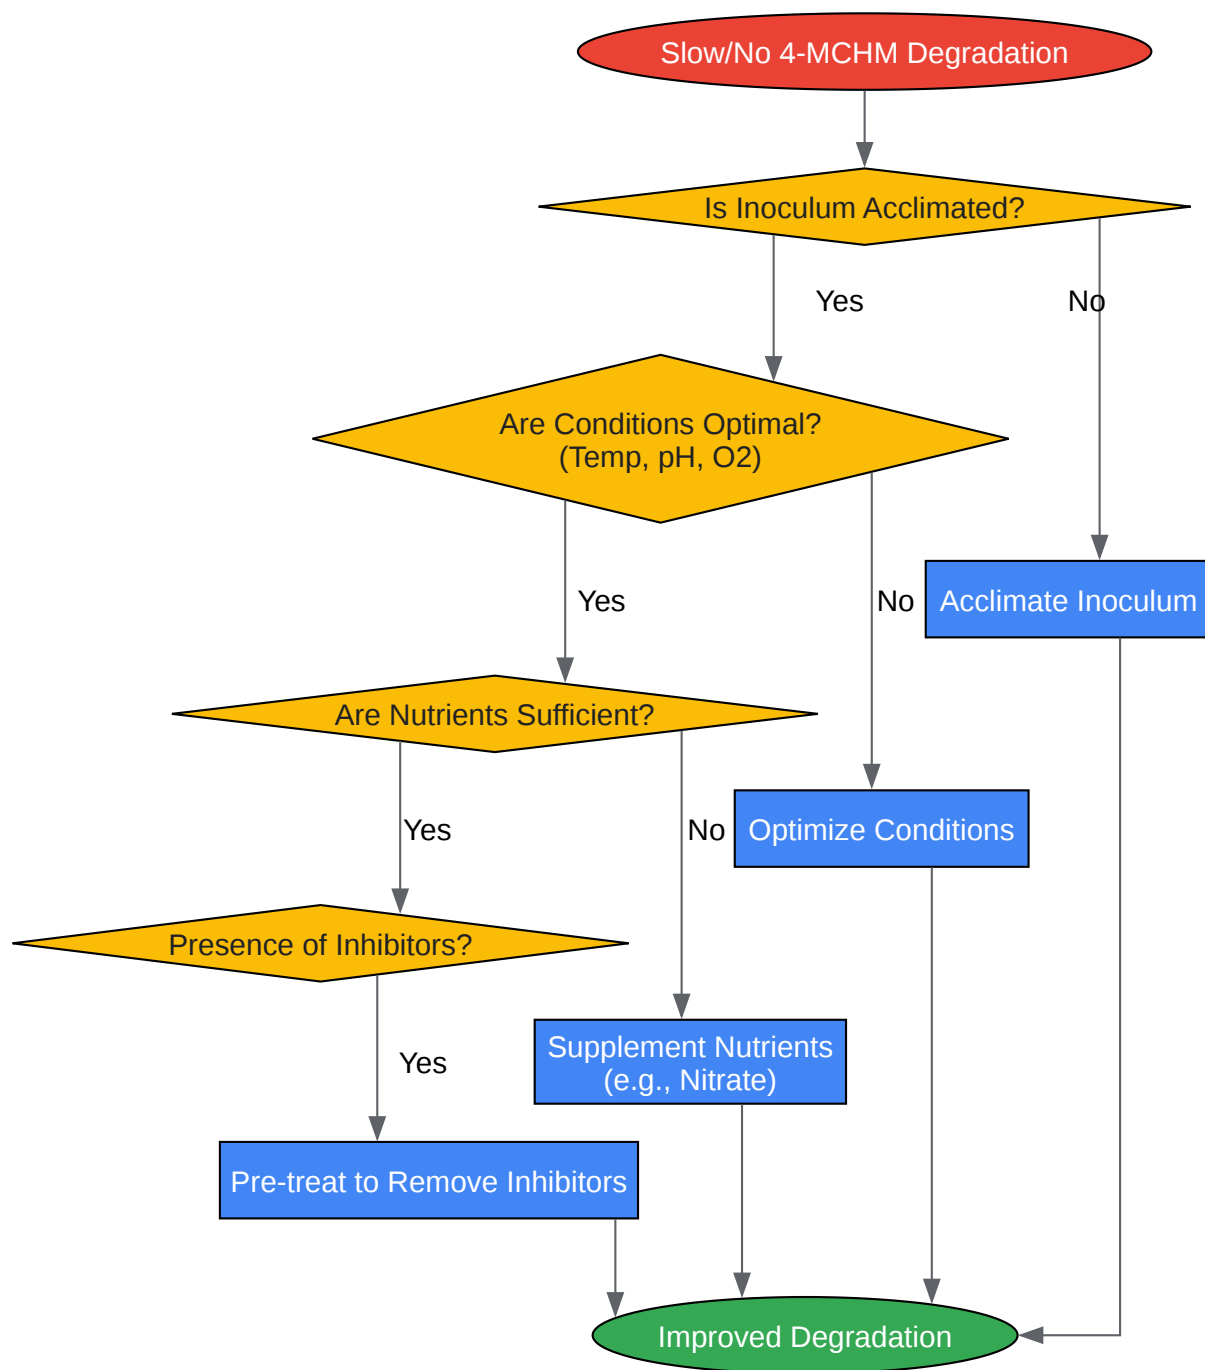 Slow/No 4-MCHM Degradation
Is Inoculum Acclimated?
Yes
No
Are Conditions Optimal?
(Temp, pH, O2)
Yes
No
Acclimate Inoculum
Are Nutrients Sufficient?
Yes
No
Optimize Conditions
Presence of Inhibitors?
Yes
Supplement Nutrients
(e.g., Nitrate)
Pre-treat to Remove Inhibitors
Improved Degradation